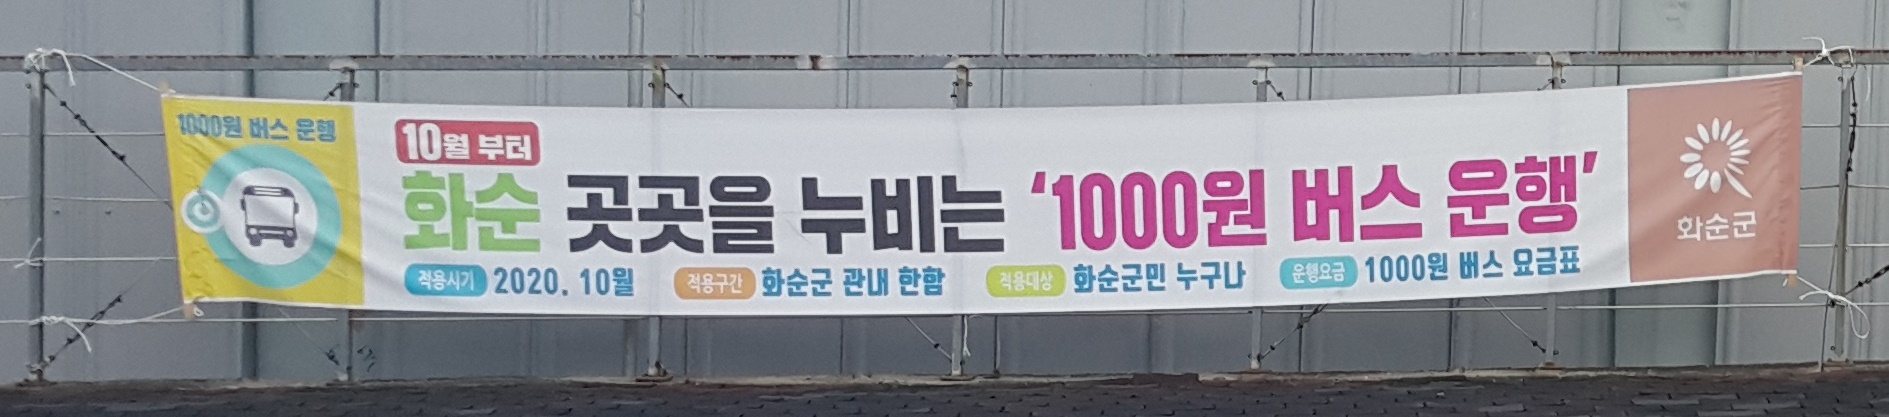 1000원 버스 운행
10월 부터
화순 곳곳을 누비는 '1000원 버스 운행'
적용시기 2020. 10월 적용구간 화순군 관내 한함 적용대상 화순군민 누구나 운행요금 1000원 버스 요금표
화순군